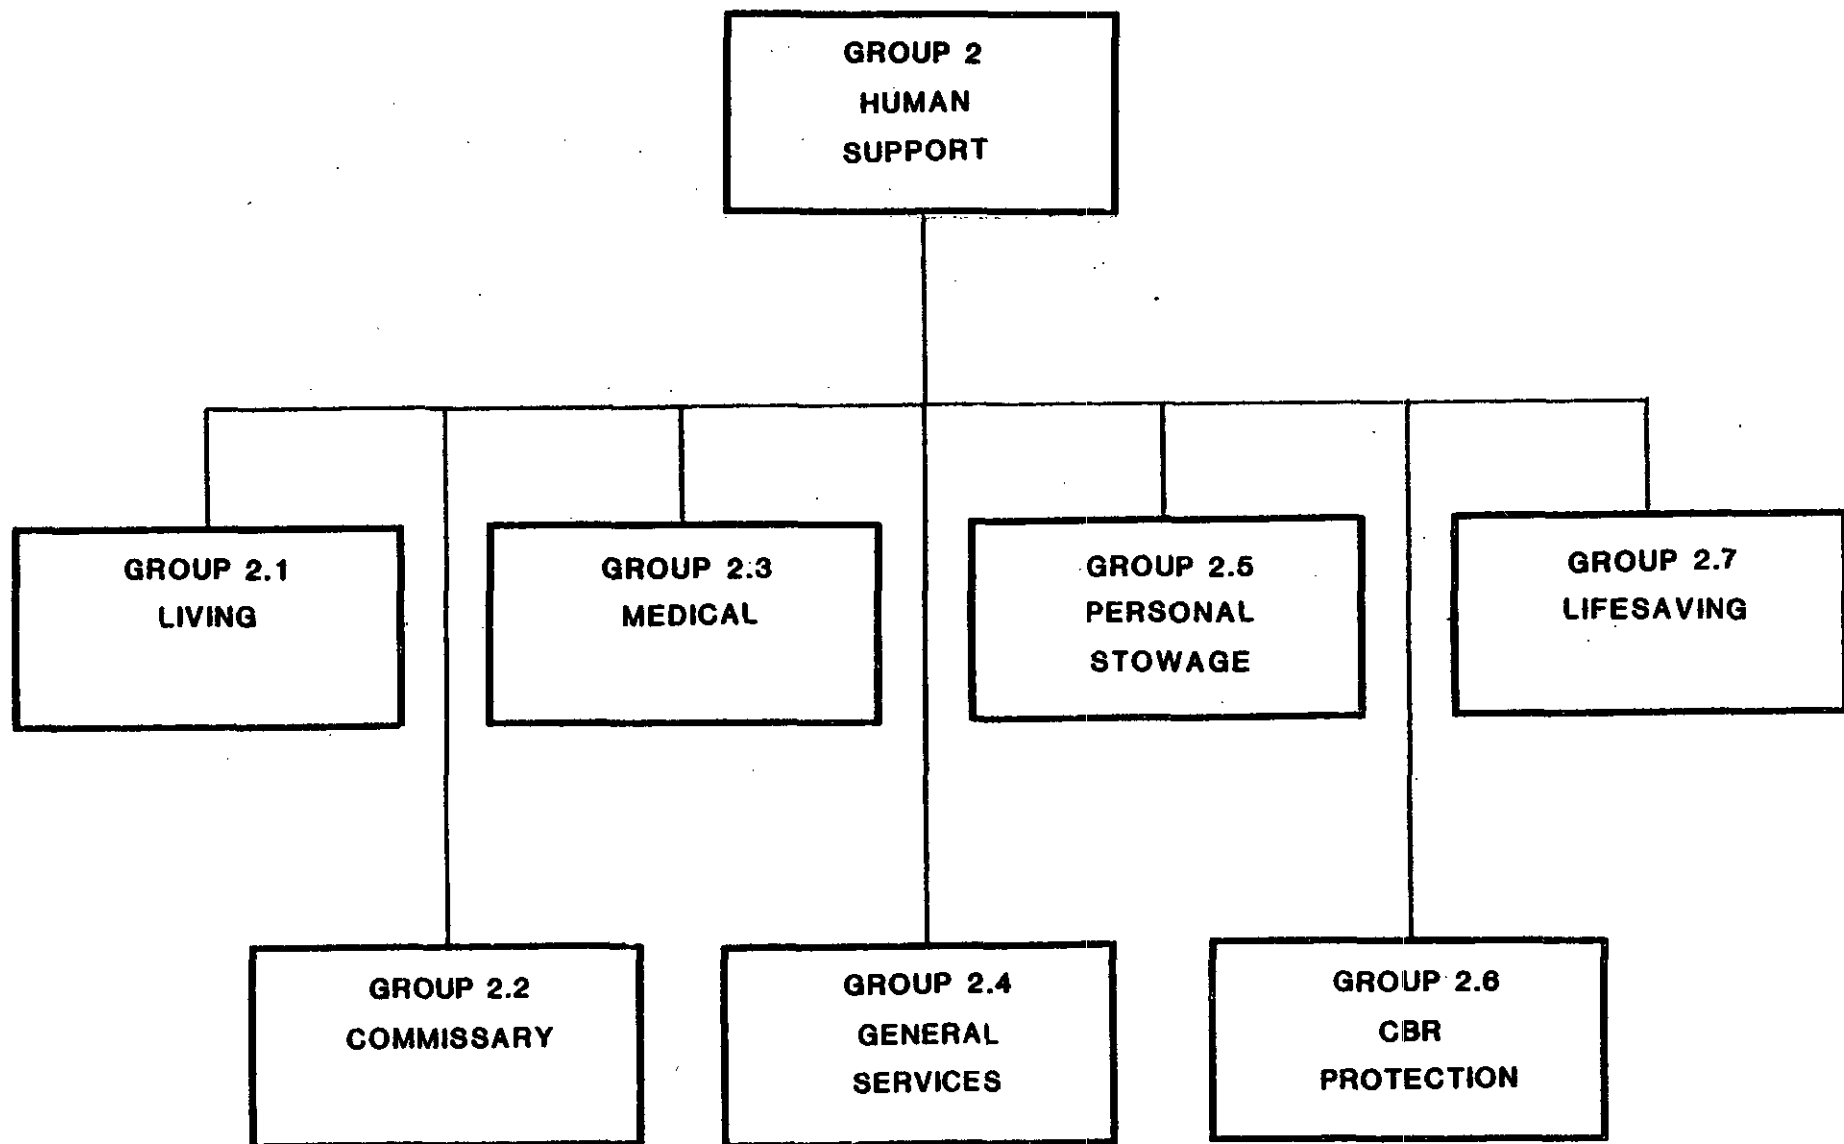 GROUP 2
HUMAN
SUPPORT
GROUP 2.1
LIVING
GROUP 2.3
MEDICAL
GROUP 2.5
PERSONAL
STOWAGE
GROUP 2.7
LIFESAVING
GROUP 2.2
COMMISSARY
GROUP 2.4
GENERAL
SERVICES
GROUP 2.6
CBR
PROTECTION